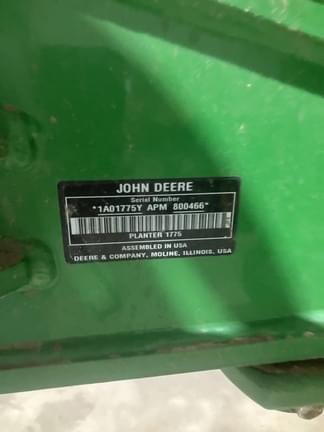 JOHN DEERE
Serial Number
*1A01775Y APM 800466*
PLANTER 1775
ASSEMBLED IN USA
DEERE & COMPANY, MOLINE, ILLINOIS, USA